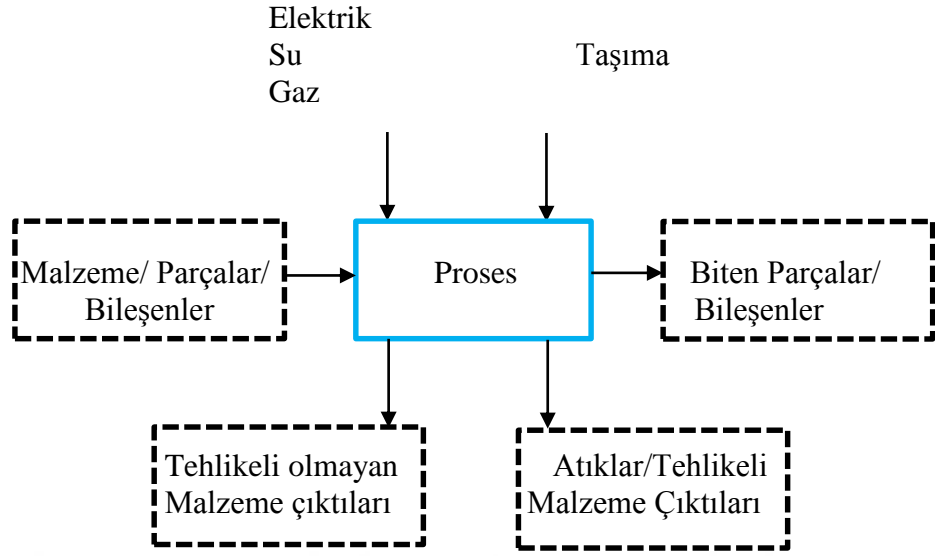 Elektrik
Su
Gaz
Taşıma
Malzeme/ Parçalar/
Bileşenler
Proses
Biten Parçalar/
Bileşenler
Tehlikeli olmayan
Malzeme çıktıları
Atıklar/Tehlikeli
Malzeme Çıktıları